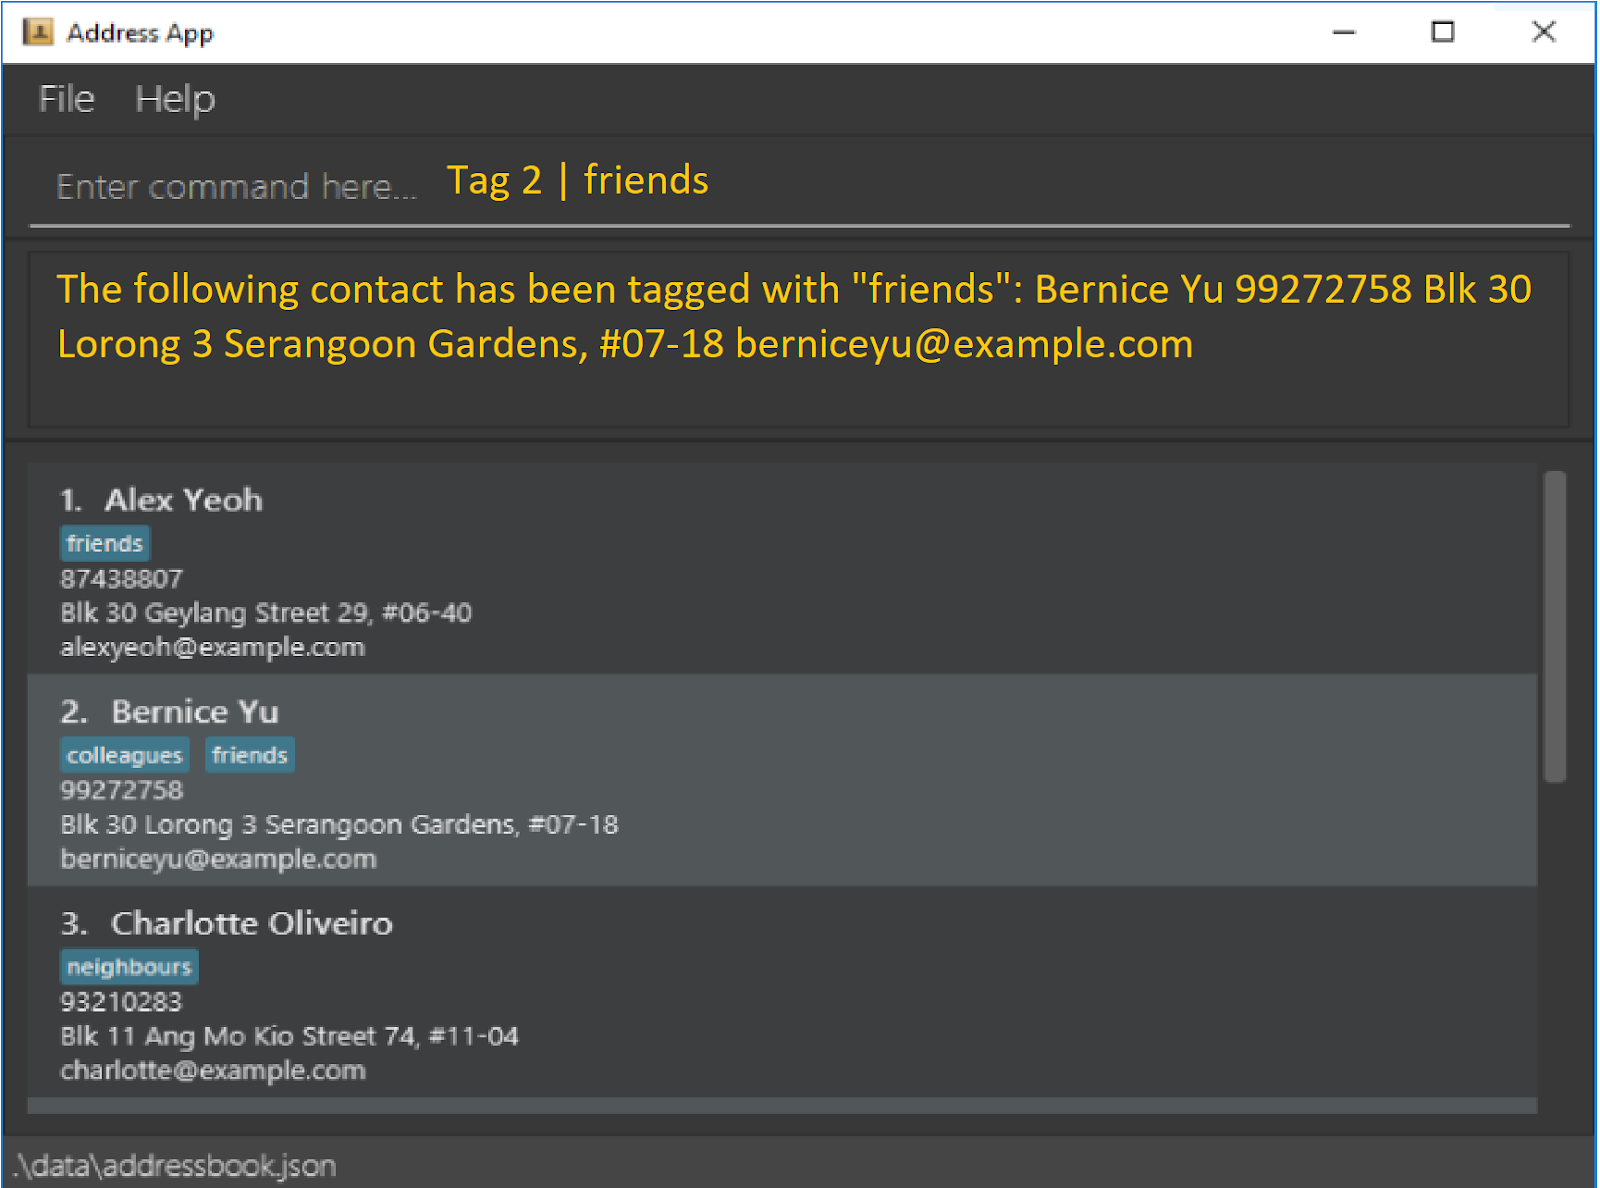 Address App
File Help
Enter command here... Tag 2 | friends
The following contact has been tagged with "friends": Bernice Yu 99272758 Blk 30
Lorong 3 Serangoon Gardens, #07-18 berniceyu@example.com
1. Alex Yeoh
friends
87438807
Blk 30 Geylang Street 29, #06-40
alexyeoh@example.com
2. Bernice Yu
colleagues friends
99272758
Blk 30 Lorong 3 Serangoon Gardens, #07-18
berniceyu@example.com
3. Charlotte Oliveiro
neighbours
93210283
Blk 11 Ang Mo Kio Street 74, #11-04
charlotte@example.com
.\data\addressbook.json